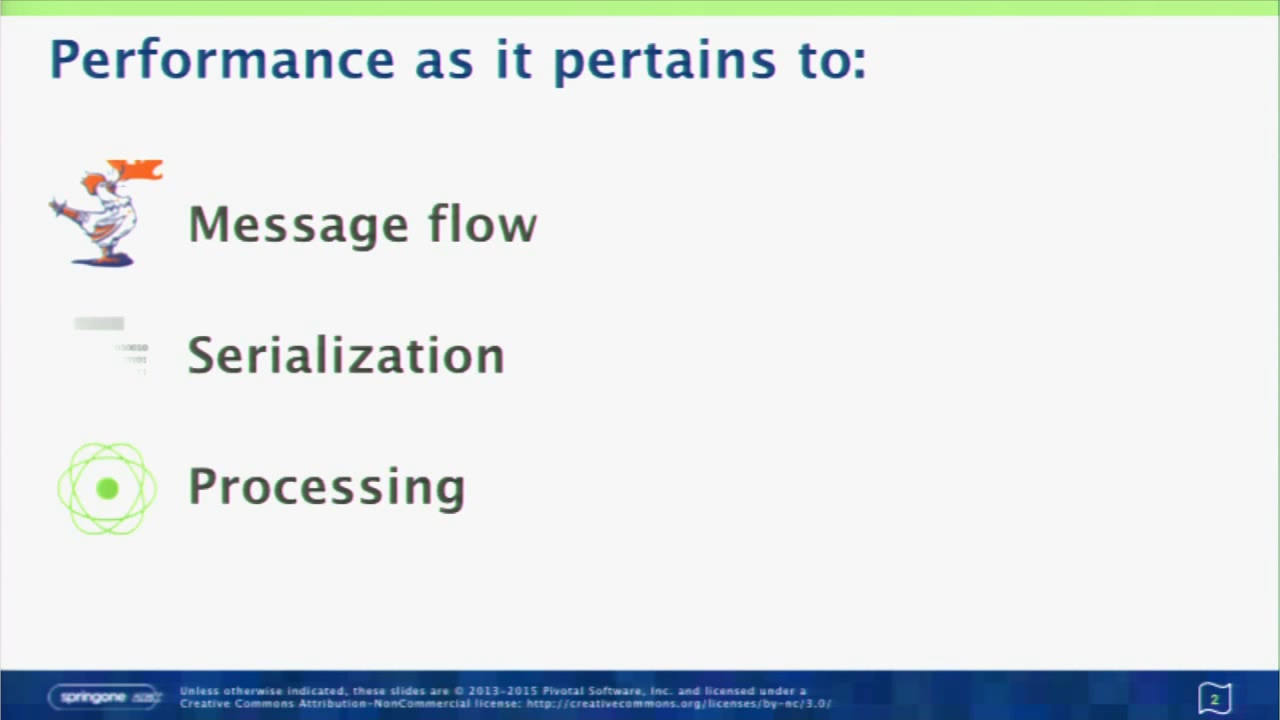 Performance as it pertains to:
Message flow
Serialization
Processing
springone
Unless otherwise indicated, these slides are © 2013-2015 Pivotal Software, Inc. and licensed under a
Creative Commons Attribution-NonCommercial license: http://creativecommons.org/licenses/by-nc/3.0/
2